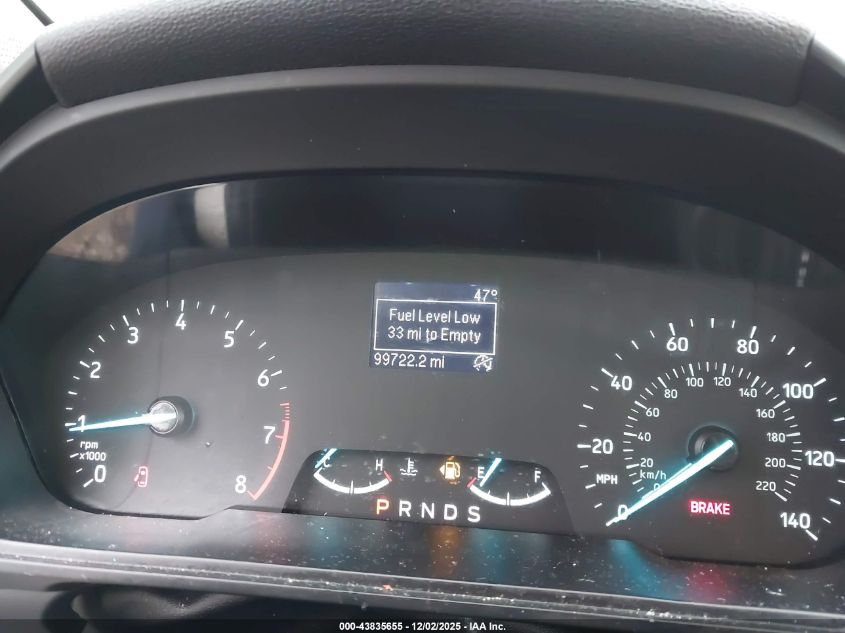 47°
Fuel Level Low
33 mi to Empty
99722.2 mi
0 1 2 3 4 5 6 7 8
rpm
x1000
C H
E F
P R N D S
0 20 40 60 80 100 120 140
MPH
0 20 40 60 80 100 120 140 160 180 200 220
km/h
BRAKE
000-43835655 - 12/02/2025 - IAA Inc.